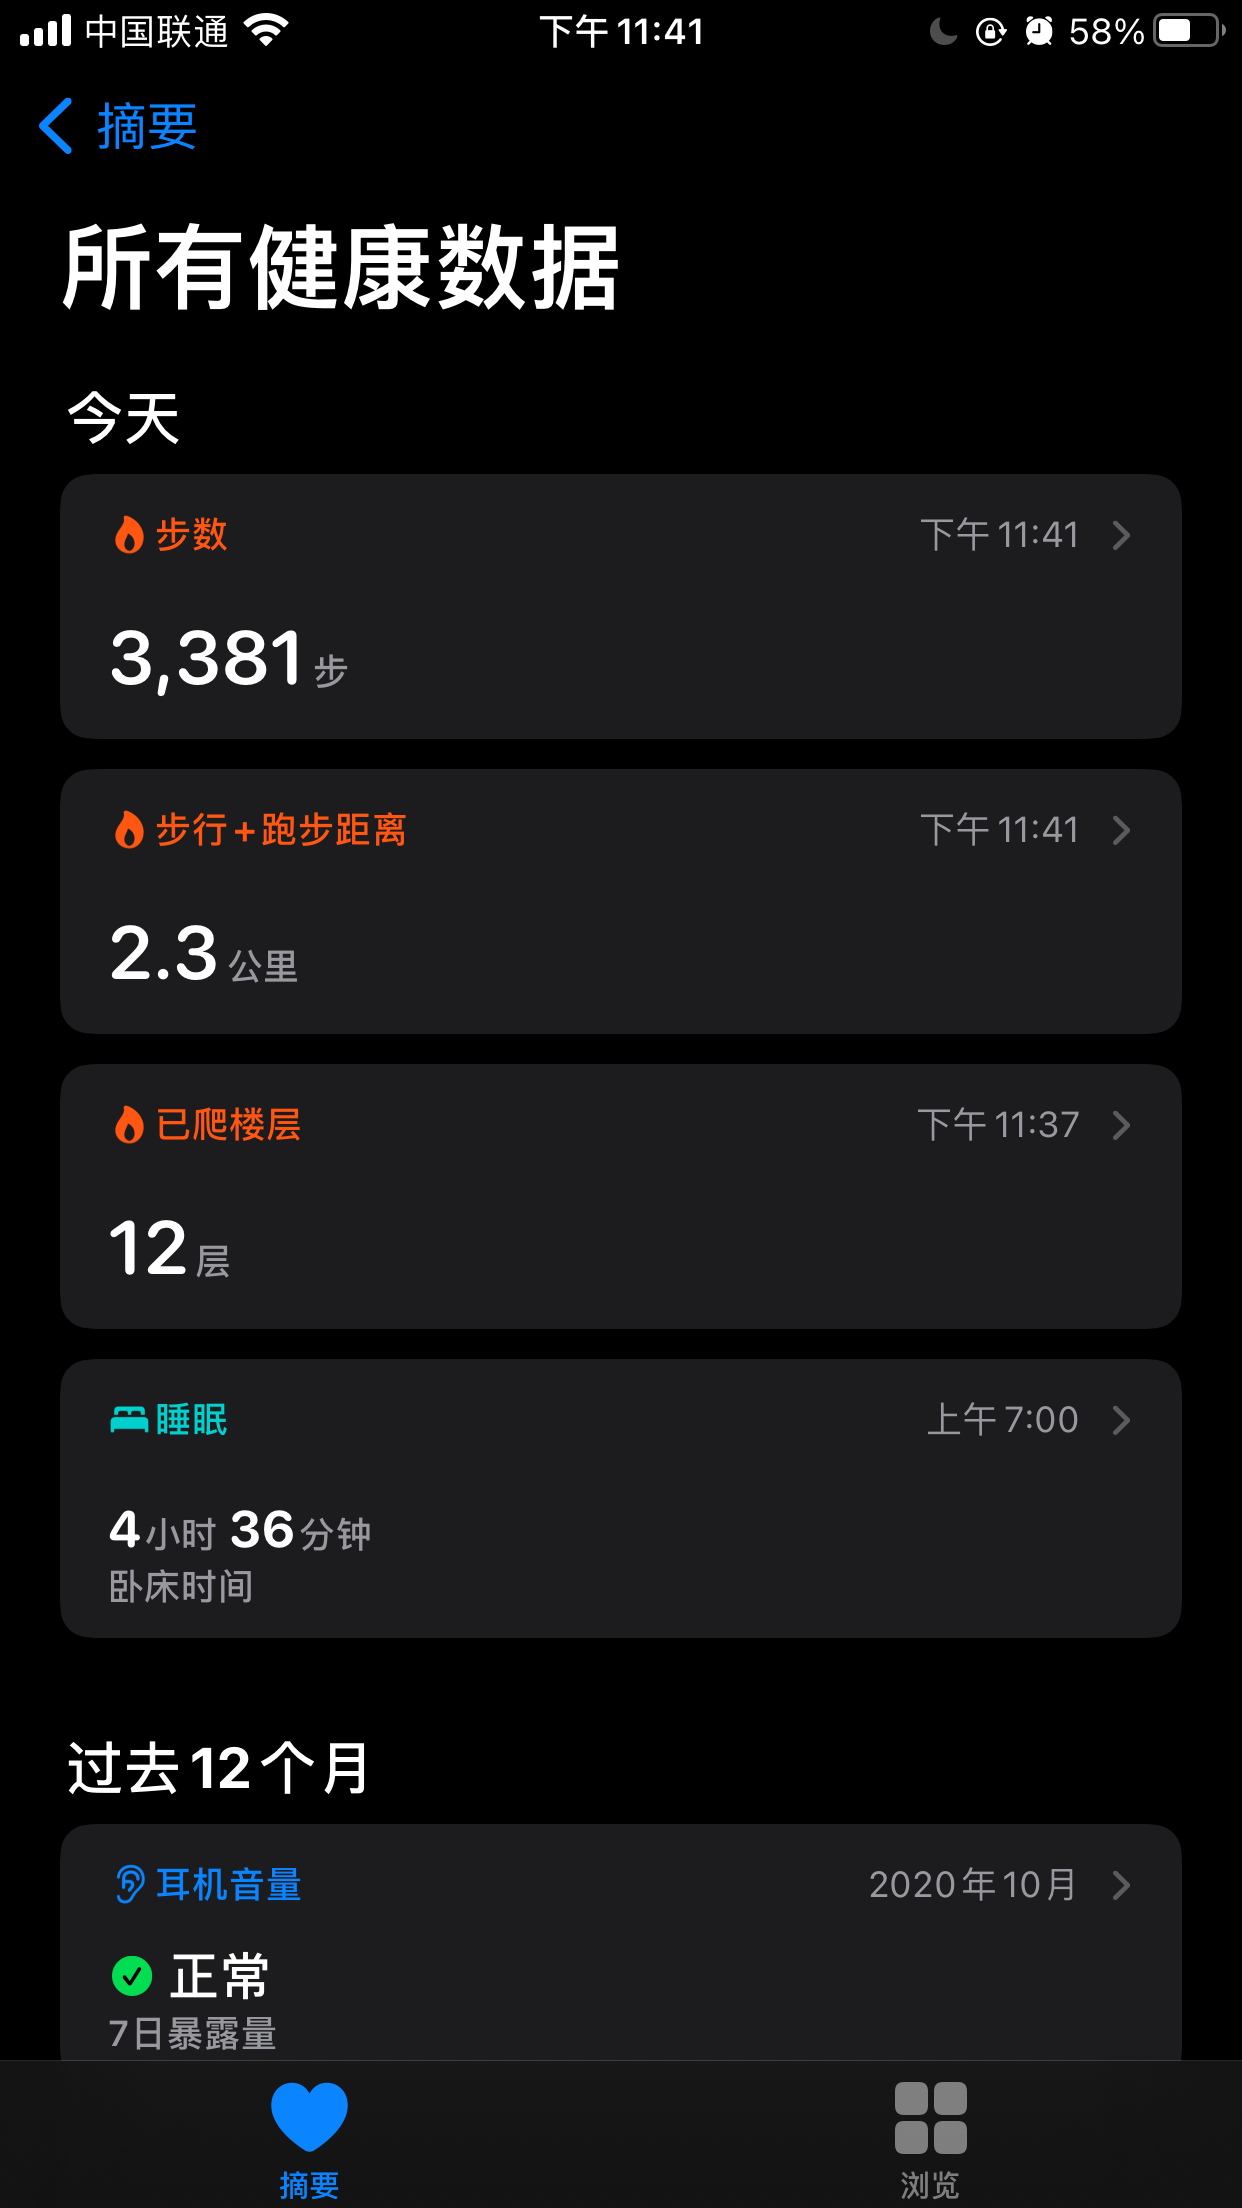 中国联通 下午 11:41 58%
摘要
所有健康数据
今天
步数 下午 11:41
3,381 步
步行+跑步距离 下午 11:41
2.3 公里
已爬楼层 下午 11:37
12 层
睡眠 上午 7:00
4小时 36分钟
卧床时间
过去12个月
耳机音量 2020年10月
正常
7日暴露量
摘要 浏览